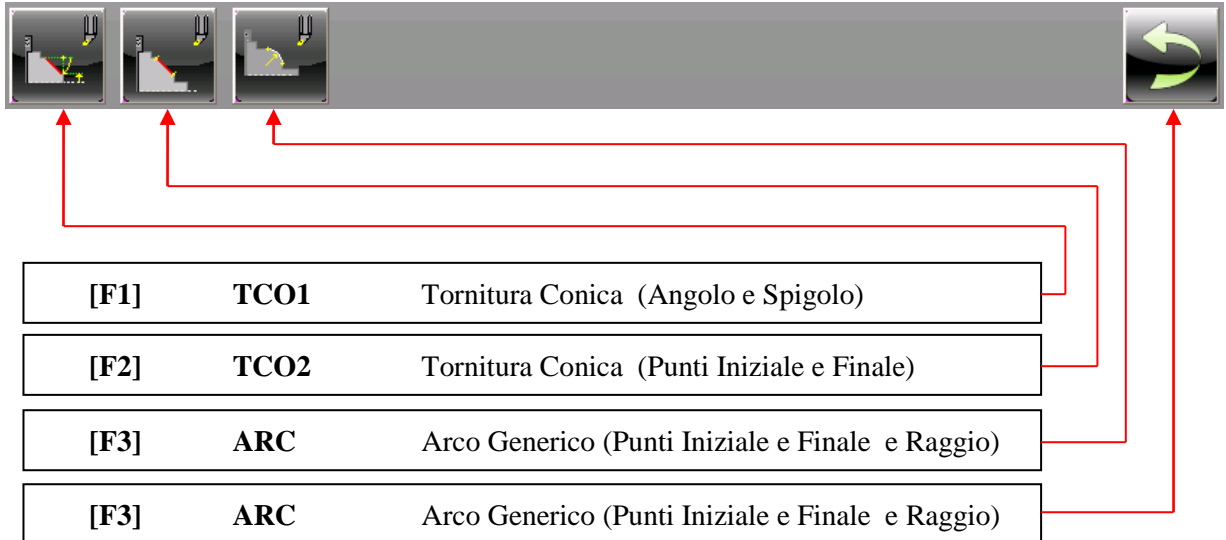 [F1] TCO1 Tornitura Conica (Angolo e Spigolo)
[F2] TCO2 Tornitura Conica (Punti Iniziale e Finale)
[F3] ARC Arco Generico (Punti Iniziale e Finale e Raggio)
[F3] ARC Arco Generico (Punti Iniziale e Finale e Raggio)